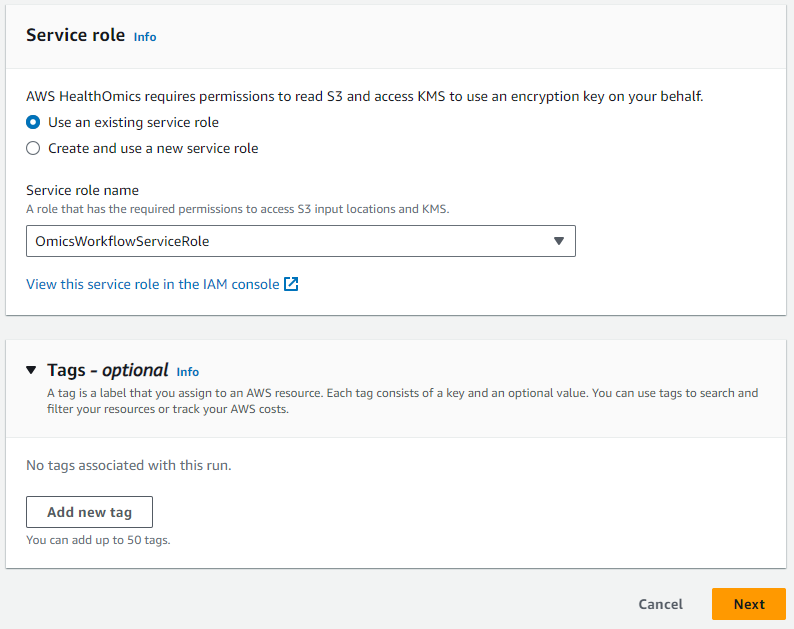 Service role Info
AWS HealthOmics requires permissions to read S3 and access KMS to use an encryption key on your behalf.
Use an existing service role
Create and use a new service role
Service role name
A role that has the required permissions to access S3 input locations and KMS.
OmicsWorkflowServiceRole
View this service role in the IAM console
Tags - optional Info
A tag is a label that you assign to an AWS resource. Each tag consists of a key and an optional value. You can use tags to search and
filter your resources or track your AWS costs.
No tags associated with this run.
Add new tag
You can add up to 50 tags.
Cancel Next